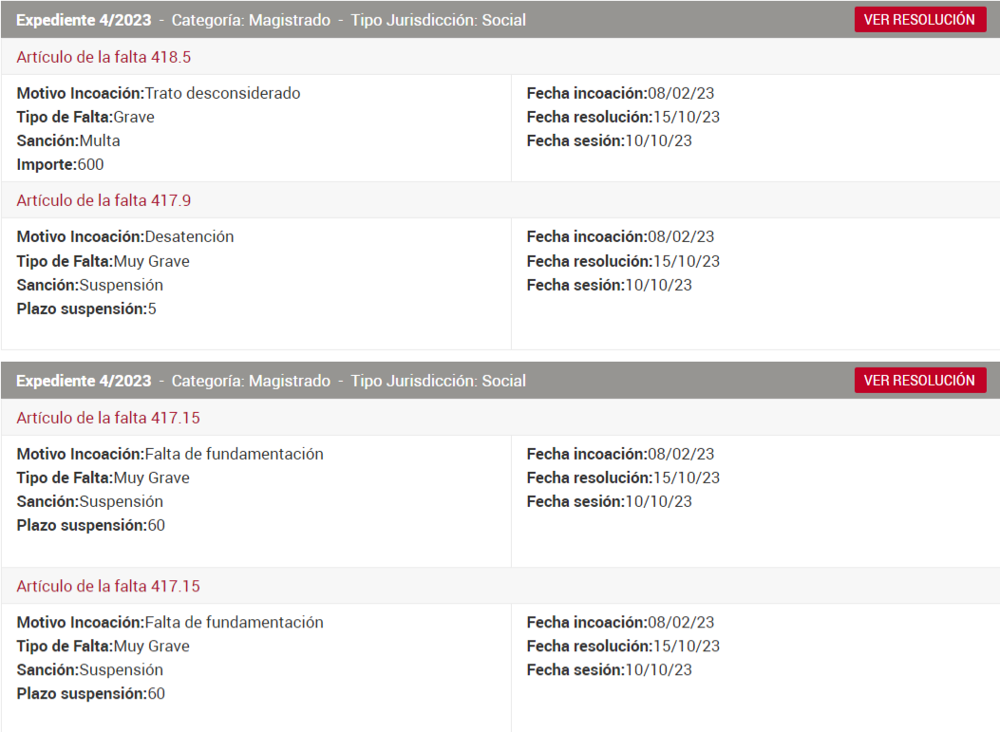 Expediente 4/2023 - Categoría: Magistrado - Tipo Jurisdicción: Social
VER RESOLUCIÓN
Artículo de la falta 418.5
Motivo Incoación:Trato desconsiderado
Tipo de Falta:Grave
Sanción:Multa
Importe:600
Fecha incoación:08/02/23
Fecha resolución:15/10/23
Fecha sesión:10/10/23
Artículo de la falta 417.9
Motivo Incoación:Desatención
Tipo de Falta:Muy Grave
Sanción:Suspensión
Plazo suspensión:5
Fecha incoación:08/02/23
Fecha resolución:15/10/23
Fecha sesión:10/10/23
Expediente 4/2023 - Categoría: Magistrado - Tipo Jurisdicción: Social
VER RESOLUCIÓN
Artículo de la falta 417.15
Motivo Incoación:Falta de fundamentación
Tipo de Falta:Muy Grave
Sanción:Suspensión
Plazo suspensión:60
Fecha incoación:08/02/23
Fecha resolución:15/10/23
Fecha sesión:10/10/23
Artículo de la falta 417.15
Motivo Incoación:Falta de fundamentación
Tipo de Falta:Muy Grave
Sanción:Suspensión
Plazo suspensión:60
Fecha incoación:08/02/23
Fecha resolución:15/10/23
Fecha sesión:10/10/23